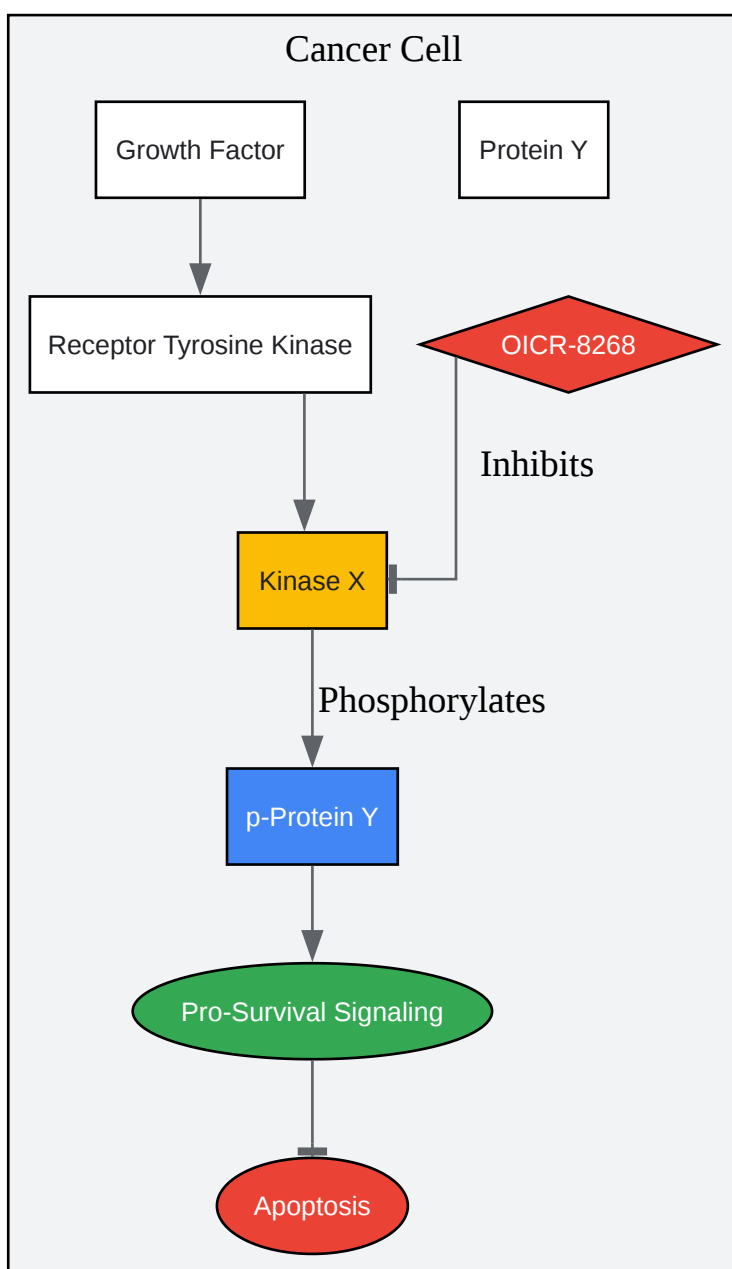 Cancer Cell
Growth Factor
Protein Y
Receptor Tyrosine Kinase
OICR-8268
Inhibits
Kinase X
Phosphorylates
p-Protein Y
Pro-Survival Signaling
Apoptosis